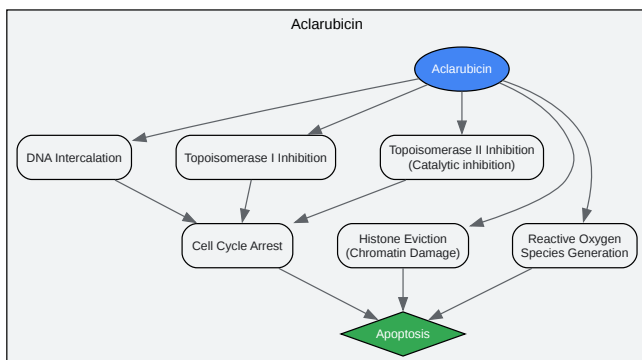 Aclarubicin
Aclarubicin
DNA Intercalation
Topoisomerase I Inhibition
Topoisomerase II Inhibition
(Catalytic inhibition)
Cell Cycle Arrest
Histone Eviction
(Chromatin Damage)
Reactive Oxygen
Species Generation
Apoptosis